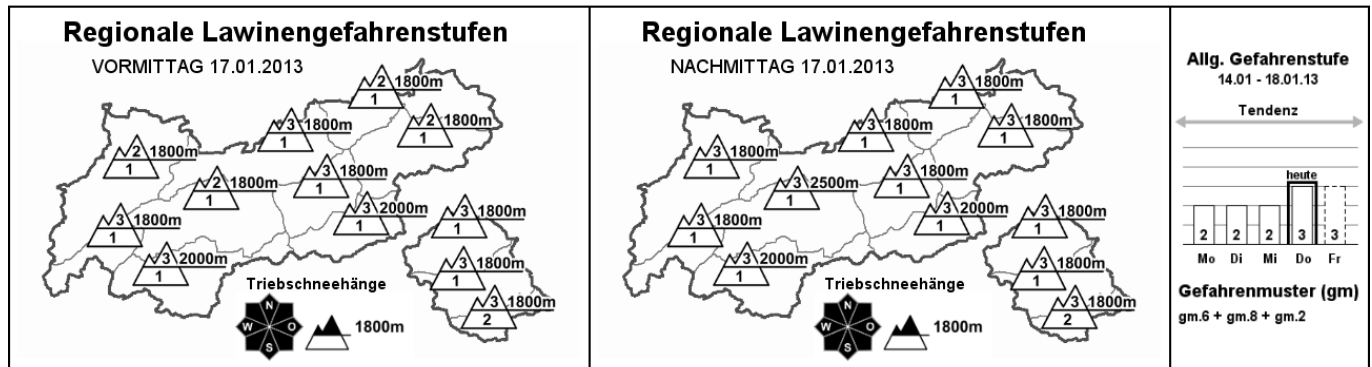 Regionale Lawinengefahrenstufen
VORMITTAG 17.01.2013
2 1800m
1
3 1800m
1
2 1800m
1
2 1800m
1
3 1800m
1
2 1800m
1
3 2000m
1
3 1800m
1
3 1800m
1
3 2000m
1
3 1800m
1
3 1800m
2
Triebschneehänge
N
W O
S
1800m
Regionale Lawinengefahrenstufen
NACHMITTAG 17.01.2013
3 1800m
1
3 1800m
1
3 1800m
1
3 1800m
1
3 1800m
1
3 2500m
1
3 2000m
1
3 1800m
1
3 1800m
1
3 2000m
1
3 1800m
1
3 1800m
2
Triebschneehänge
N
W O
S
1800m
Allg. Gefahrenstufe
14.01 - 18.01.13
Tendenz
heute
2 2 2 3 3
Mo Di Mi Do Fr
Gefahrenmuster (gm)
gm.6 + gm.8 + gm.2